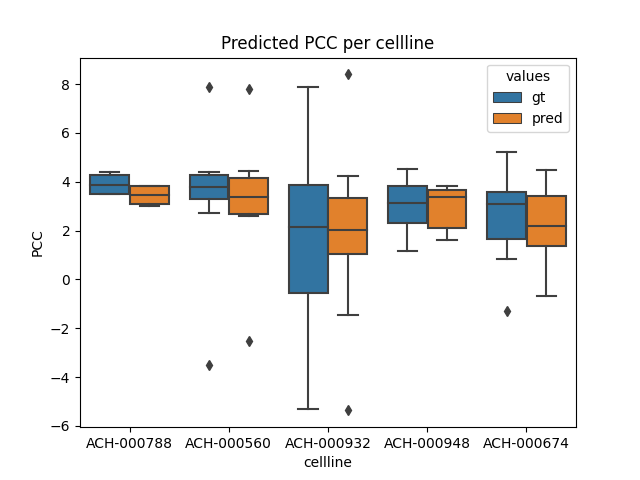 Predicted PCC per cellline
values
gt
pred
PCC
8
6
4
2
0
−2
−4
−6
ACH-000788 ACH-000560 ACH-000932 ACH-000948 ACH-000674
cellline